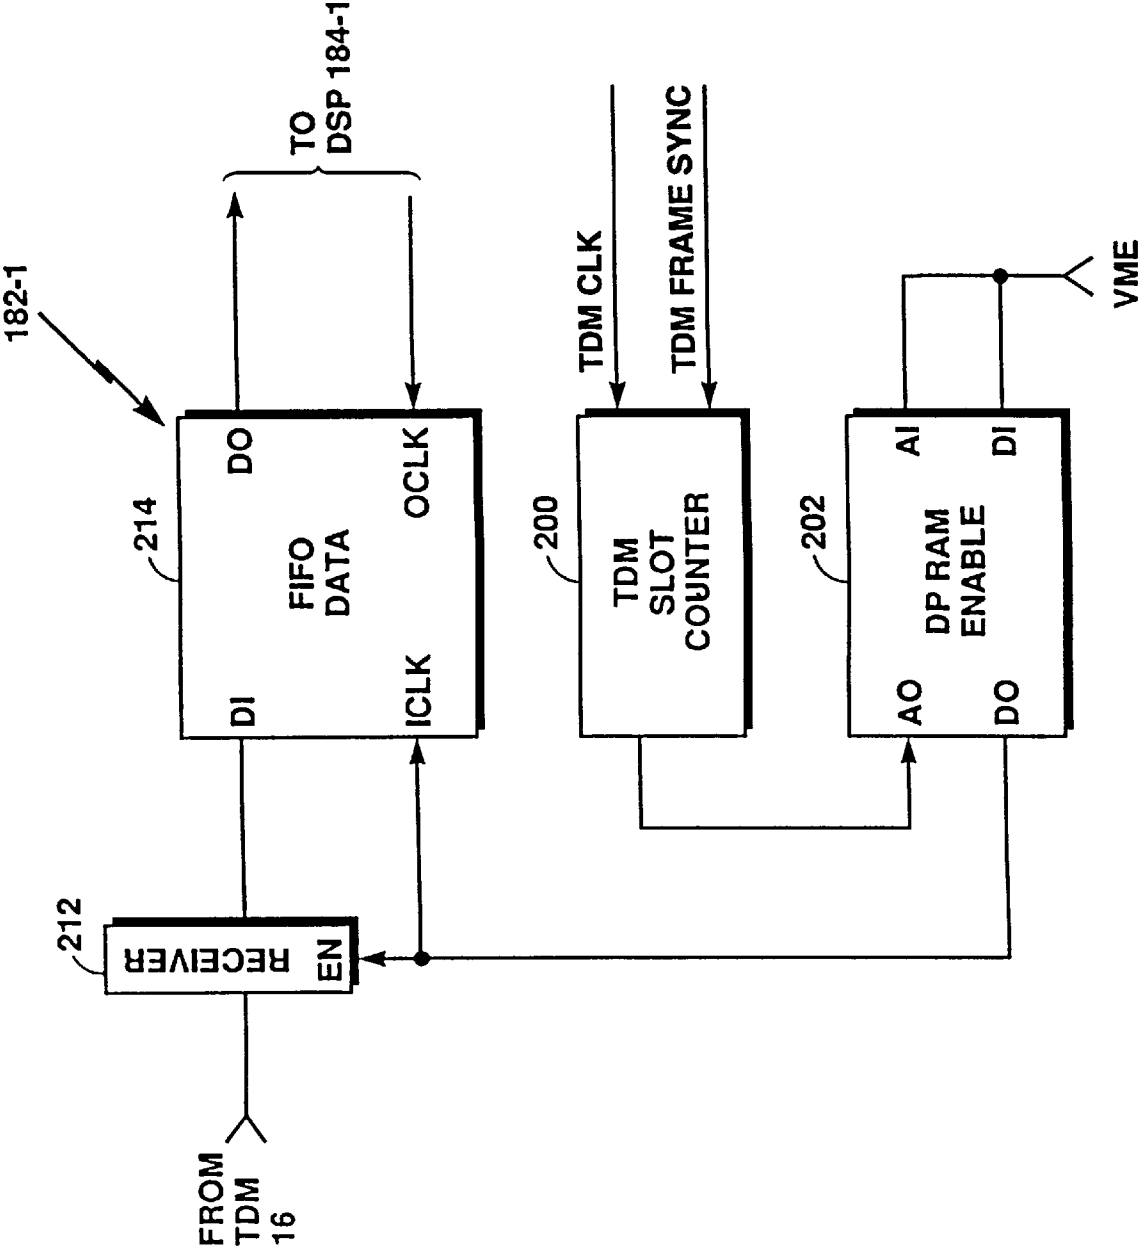 182-1
214
DI
DO
FIFO
DATA
ICLK
OCLK
TO
DSP 184-1
212
RECEIVER
EN
FROM
TDM
16
200
TDM
SLOT
COUNTER
TDM CLK
TDM FRAME SYNC
202
AO
AI
DP RAM
ENABLE
DO
DI
VME